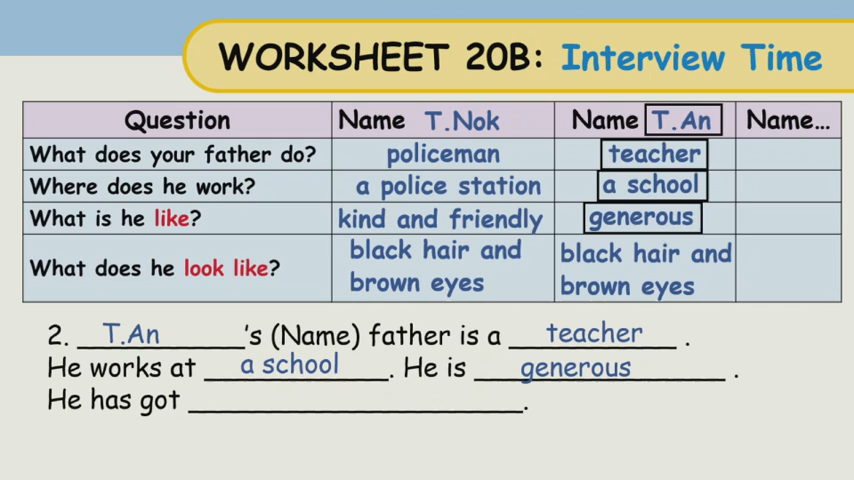 WORKSHEET 20B: Interview Time
Question Name T.Nok Name T.An Name...
What does your father do? policeman teacher
Where does he work? a police station a school
What is he like? kind and friendly generous
What does he look like? black hair and brown eyes black hair and brown eyes
2. T.An's (Name) father is a teacher.
He works at a school. He is generous.
He has got ____________________.